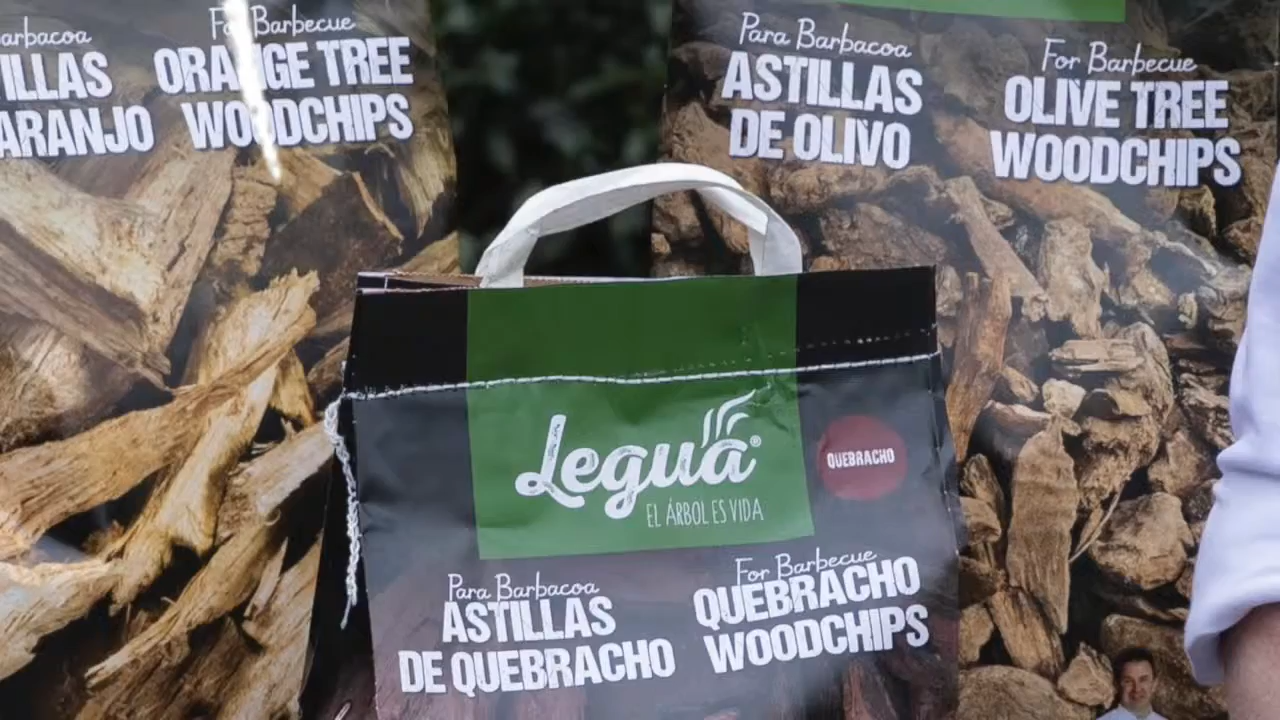 Para Barbacoa
ASTILLAS
DE OLIVO
For Barbecue
OLIVE TREE
WOODCHIPS
For Barbecue
ORANGE TREE
WOODCHIPS
Leguá®
EL ÁRBOL ES VIDA
QUEBRACHO
Para Barbacoa
ASTILLAS
DE QUEBRACHO
For Barbecue
QUEBRACHO
WOODCHIPS